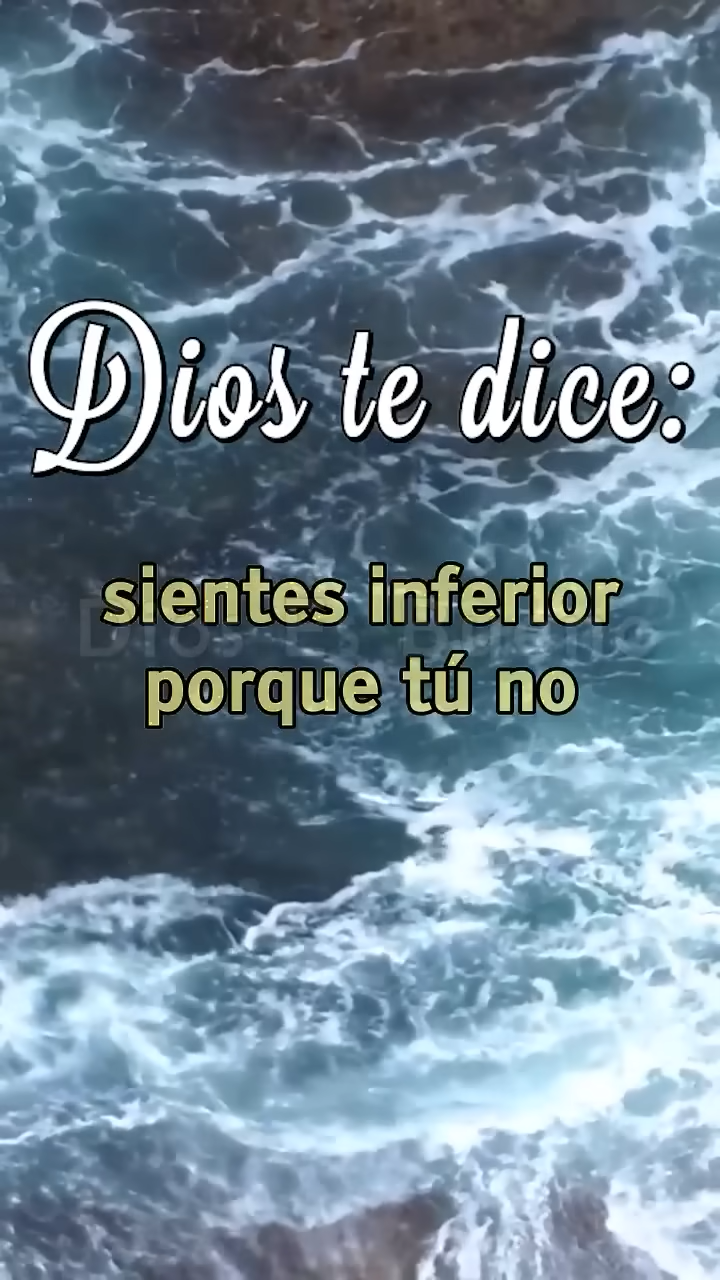 Dios te dice:
sientes inferior
porque tú no